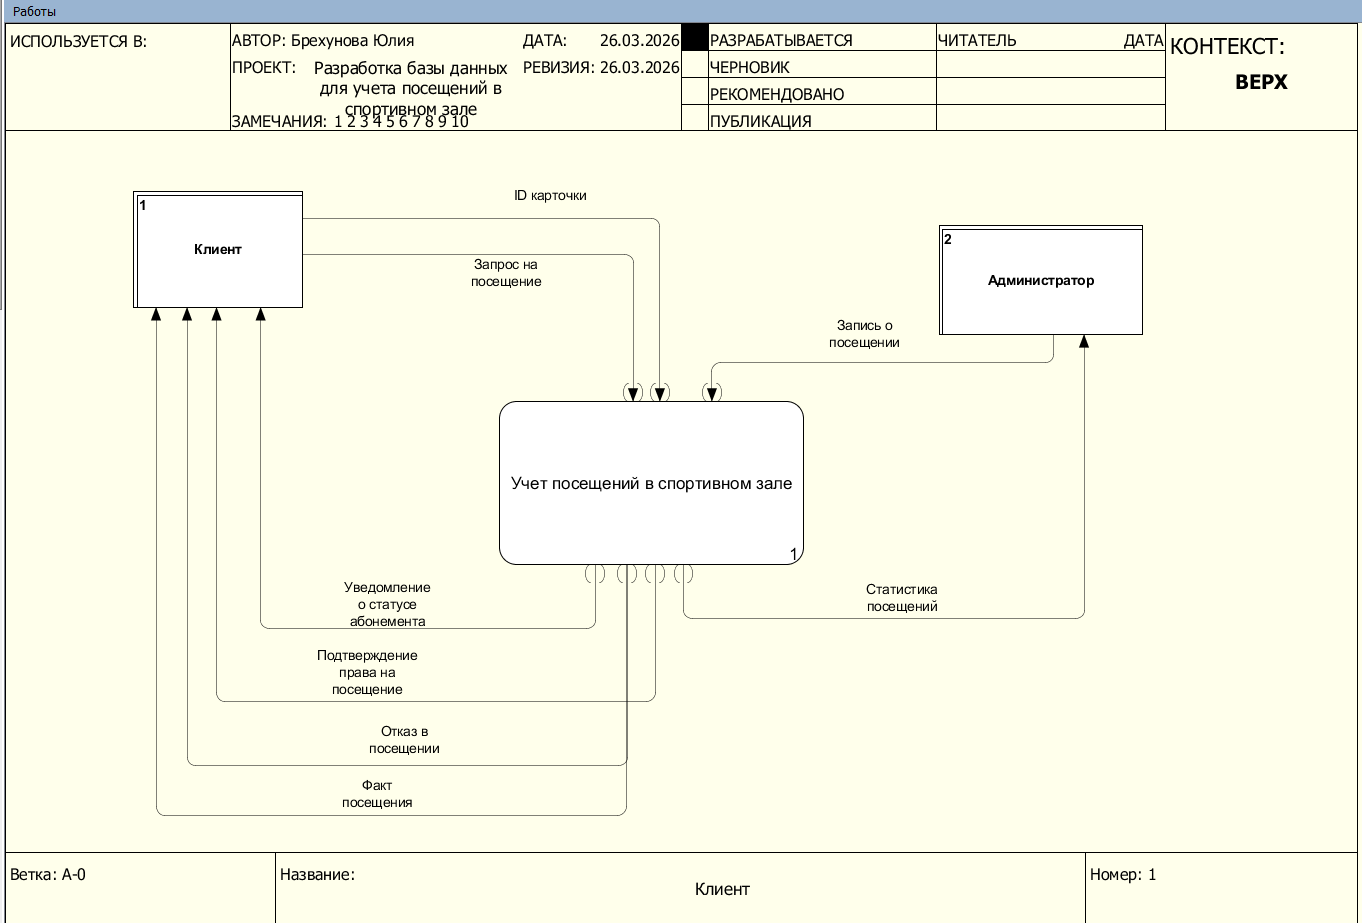 Работы
ИСПОЛЬЗУЕТСЯ В:
АВТОР: Брехунова Юлия
ДАТА: 26.03.2026
РАЗРАБАТЫВАЕТСЯ
ЧИТАТЕЛЬ
ДАТА
КОНТЕКСТ:
ПРОЕКТ: Разработка базы данных
для учета посещений в
спортивном зале
РЕВИЗИЯ: 26.03.2026
ЧЕРНОВИК
ВЕРХ
РЕКОМЕНДОВАНО
ЗАМЕЧАНИЯ: 1 2 3 4 5 6 7 8 9 10
ПУБЛИКАЦИЯ
1
Клиент
ID карточки
Запрос на
посещение
2
Администратор
Запись о
посещении
Учет посещений в спортивном зале
1
Уведомление
о статусе
абонемента
Статистика
посещений
Подтверждение
права на
посещение
Отказ в
посещении
Факт
посещения
Ветка: A-0
Название:
Клиент
Номер: 1